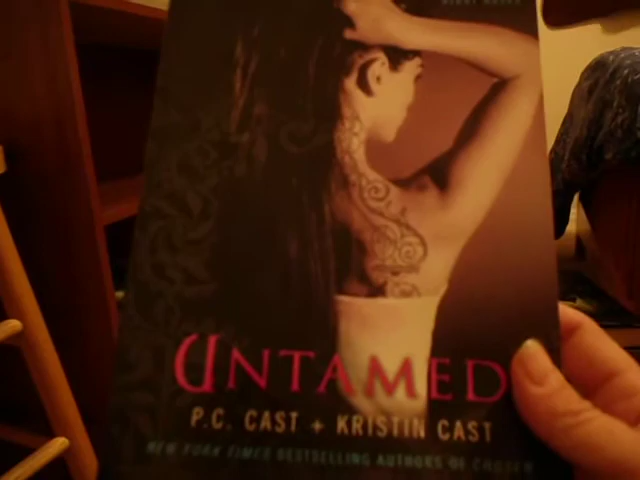 UNTAMED
P.C. CAST + KRISTIN CAST
NEW YORK TIMES BESTSELLING AUTHORS OF CHOSEN